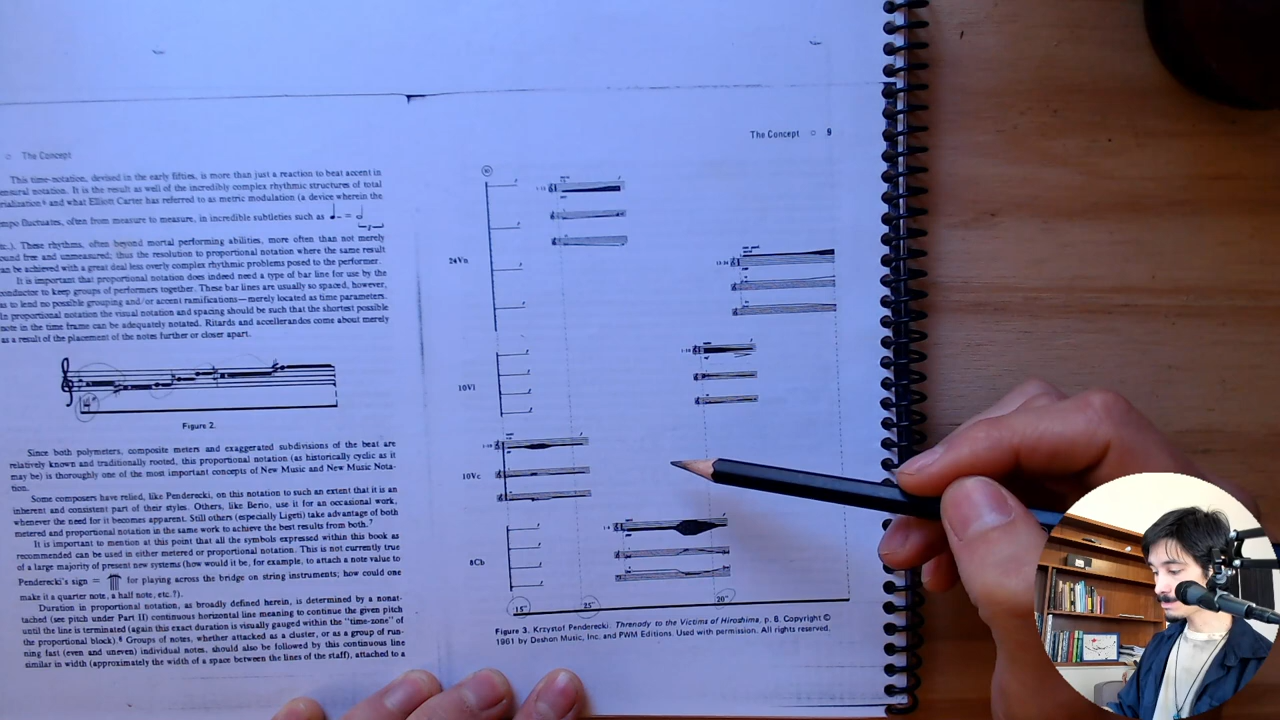 The Concept
This time-notation, devised in the early fifties, is more than just a reaction to beat accent in
ensural notation. It is the result as well of the incredibly complex rhythmic structures of total
rialization⁶ and what Elliott Carter has referred to as metric modulation (a device wherein the
mpo fluctuates, often from measure to measure, in incredible subtleties such as
tc.). These rhythms, often beyond mortal performing abilities, more often than not merely
ound free and unmeasured; thus the resolution to proportional notation where the same result
can be achieved with a great deal less overly complex rhythmic problems posed to the performer.
It is important that proportional notation does indeed need a type of bar line for use by the
conductor to keep groups of performers together. These bar lines are usually so spaced, however,
as to lend no possible grouping and/or accent ramifications—merely located as time parameters.
In proportional notation the visual notation and spacing should be such that the shortest possible
note in the time frame can be adequately notated. Ritards and accellerandos come about merely
as a result of the placement of the notes further or closer apart.
Figure 2.
Since both polymeters, composite meters and exaggerated subdivisions of the beat are
relatively known and traditionally rooted, this proportional notation (as historically cyclic as it
may be) is thoroughly one of the most important concepts of New Music and New Music Nota-
tion.
Some composers have relied, like Penderecki, on this notation to such an extent that it is an
inherent and consistent part of their styles. Others, like Berio, use it for an occasional work,
whenever the need for it becomes apparent. Still others (especially Ligeti) take advantage of both
metered and proportional notation in the same work to achieve the best results from both.⁷
It is important to mention at this point that all the symbols expressed within this book as
recommended can be used in either metered or proportional notation. This is not currently true
of a large majority of present new systems (how would it be, for example, to attach a note value to
Penderecki's sign = for playing across the bridge on string instruments; how could one
make it a quarter note, a half note, etc.?).
Duration in proportional notation, as broadly defined herein, is determined by a nonat-
tached (see pitch under Part II) continuous horizontal line meaning to continue the given pitch
until the line is terminated (again this exact duration is visually gauged within the "time-zone" of
the proportional block).⁸ Groups of notes, whether attached as a cluster, or as a group of run-
ning fast (even and uneven) individual notes, should also be followed by this continuous line
similar in width (approximately the width of a space between the lines of the staff), attached to a
The Concept ○ 9
10
24Vn
10Vl
10Vc
8Cb
15"
25"
20"
Figure 3. Krzysztof Penderecki: Threnody to the Victims of Hiroshima, p. 8. Copyright ©
1961 by Deshon Music, Inc. and PWM Editions. Used with permission. All rights reserved.